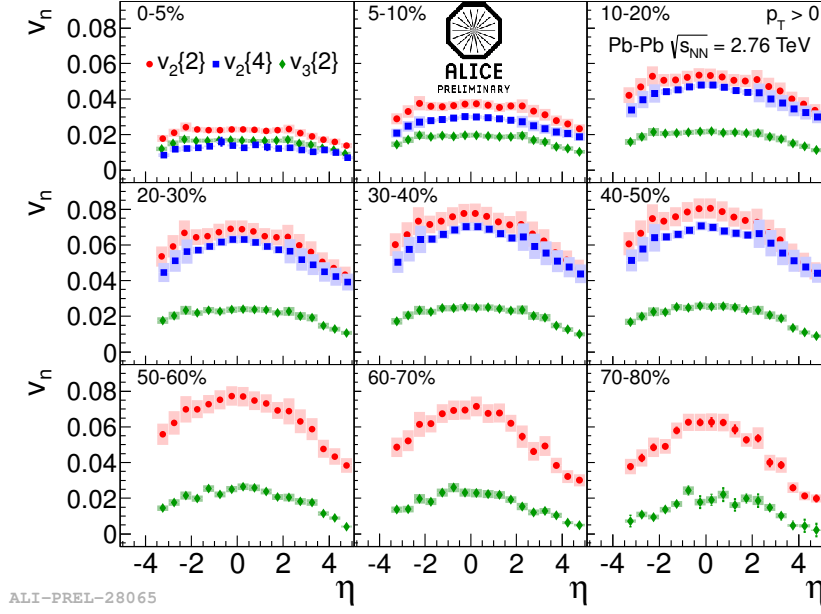 0-5%
5-10%
10-20%
p_T > 0
v_n
0.08
0.06
0.04
0.02
0
v₂{2}
v₂{4}
v₃{2}
ALICE
PRELIMINARY
Pb-Pb √s_NN = 2.76 TeV
20-30%
30-40%
40-50%
v_n
0.08
0.06
0.04
0.02
0
50-60%
60-70%
70-80%
v_n
0.08
0.06
0.04
0.02
0
-4 -2 0 2 4
-4 -2 0 2 4
-4 -2 0 2 4
η
η
η
ALI-PREL-28065